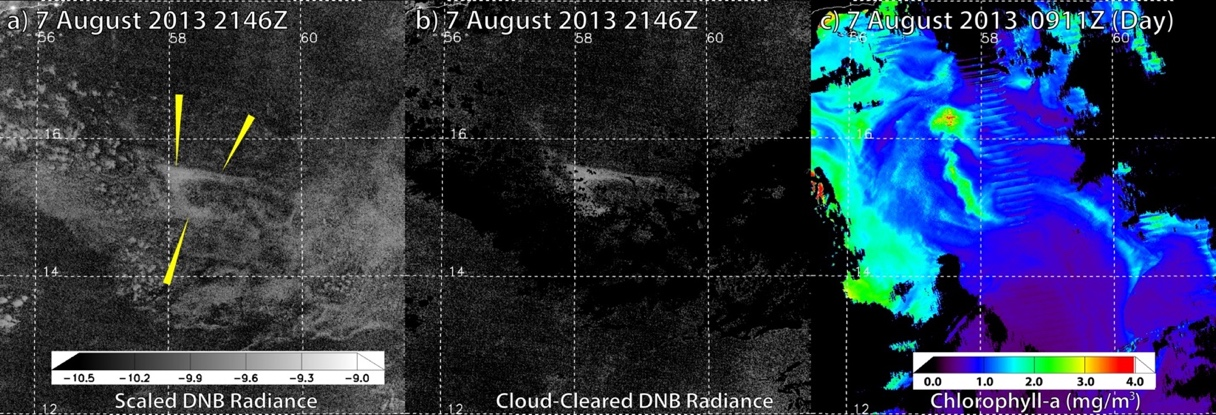 a) 7 August 2013 2146Z
56 58 60
16
14
12
−10.5 −10.2 −9.9 −9.6 −9.3 −9.0
Scaled DNB Radiance
b) 7 August 2013 2146Z
56 58 60
16
14
12
Cloud-Cleared DNB Radiance
c) 7 August 2013 0911Z (Day)
56 58 60
16
14
12
0.0 1.0 2.0 3.0 4.0
Chlorophyll-a (mg/m³)